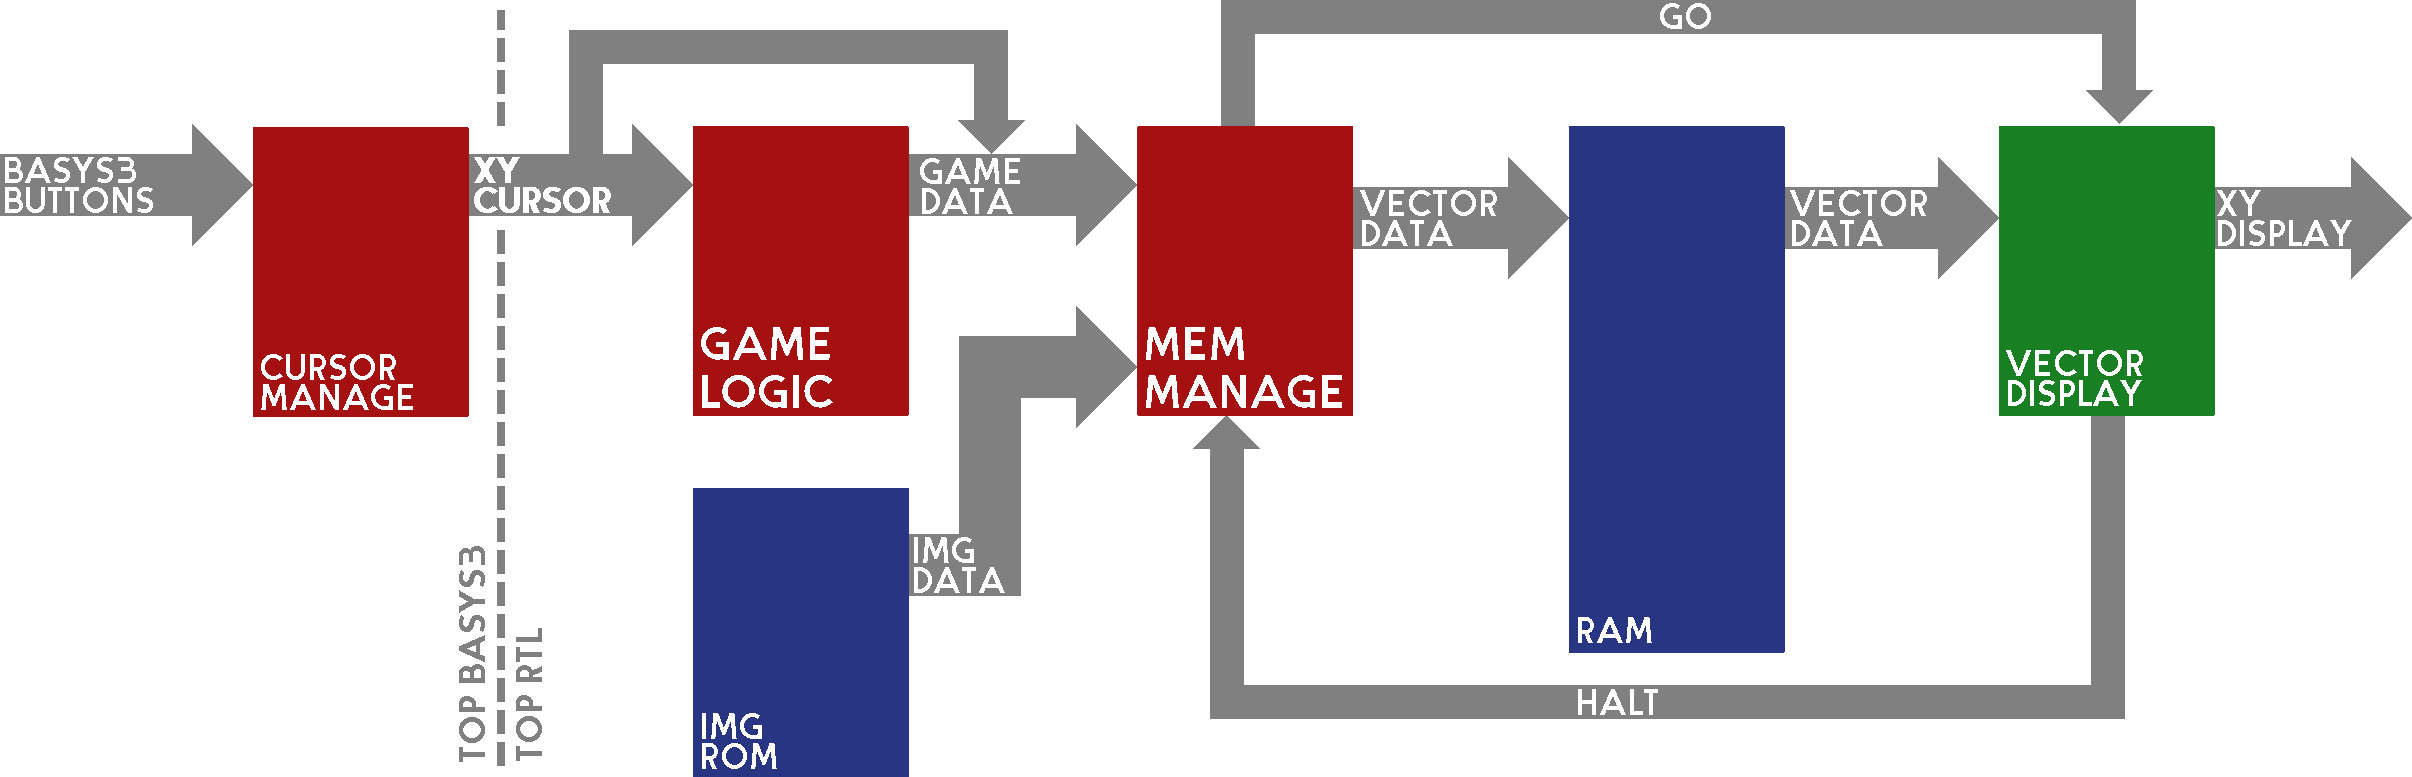 GO
BASYS3
BUTTONS
XY
CURSOR
GAME
DATA
VECTOR
DATA
VECTOR
DATA
XY
DISPLAY
CURSOR
MANAGE
GAME
LOGIC
MEM
MANAGE
VECTOR
DISPLAY
IMG
DATA
RAM
TOP BASYS3
TOP RTL
IMG
ROM
HALT